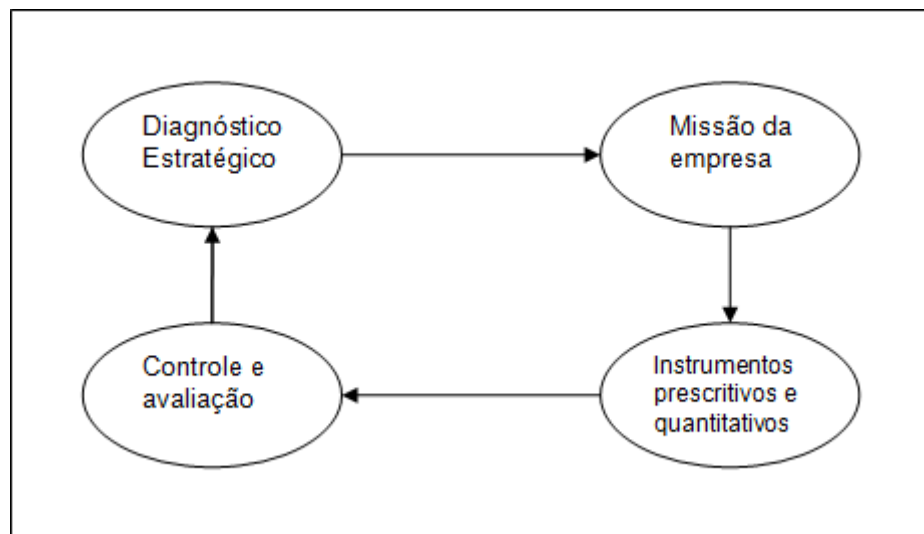 Diagnóstico
Estratégico
Missão da
empresa
Controle e
avaliação
Instrumentos
prescritivos e
quantitativos